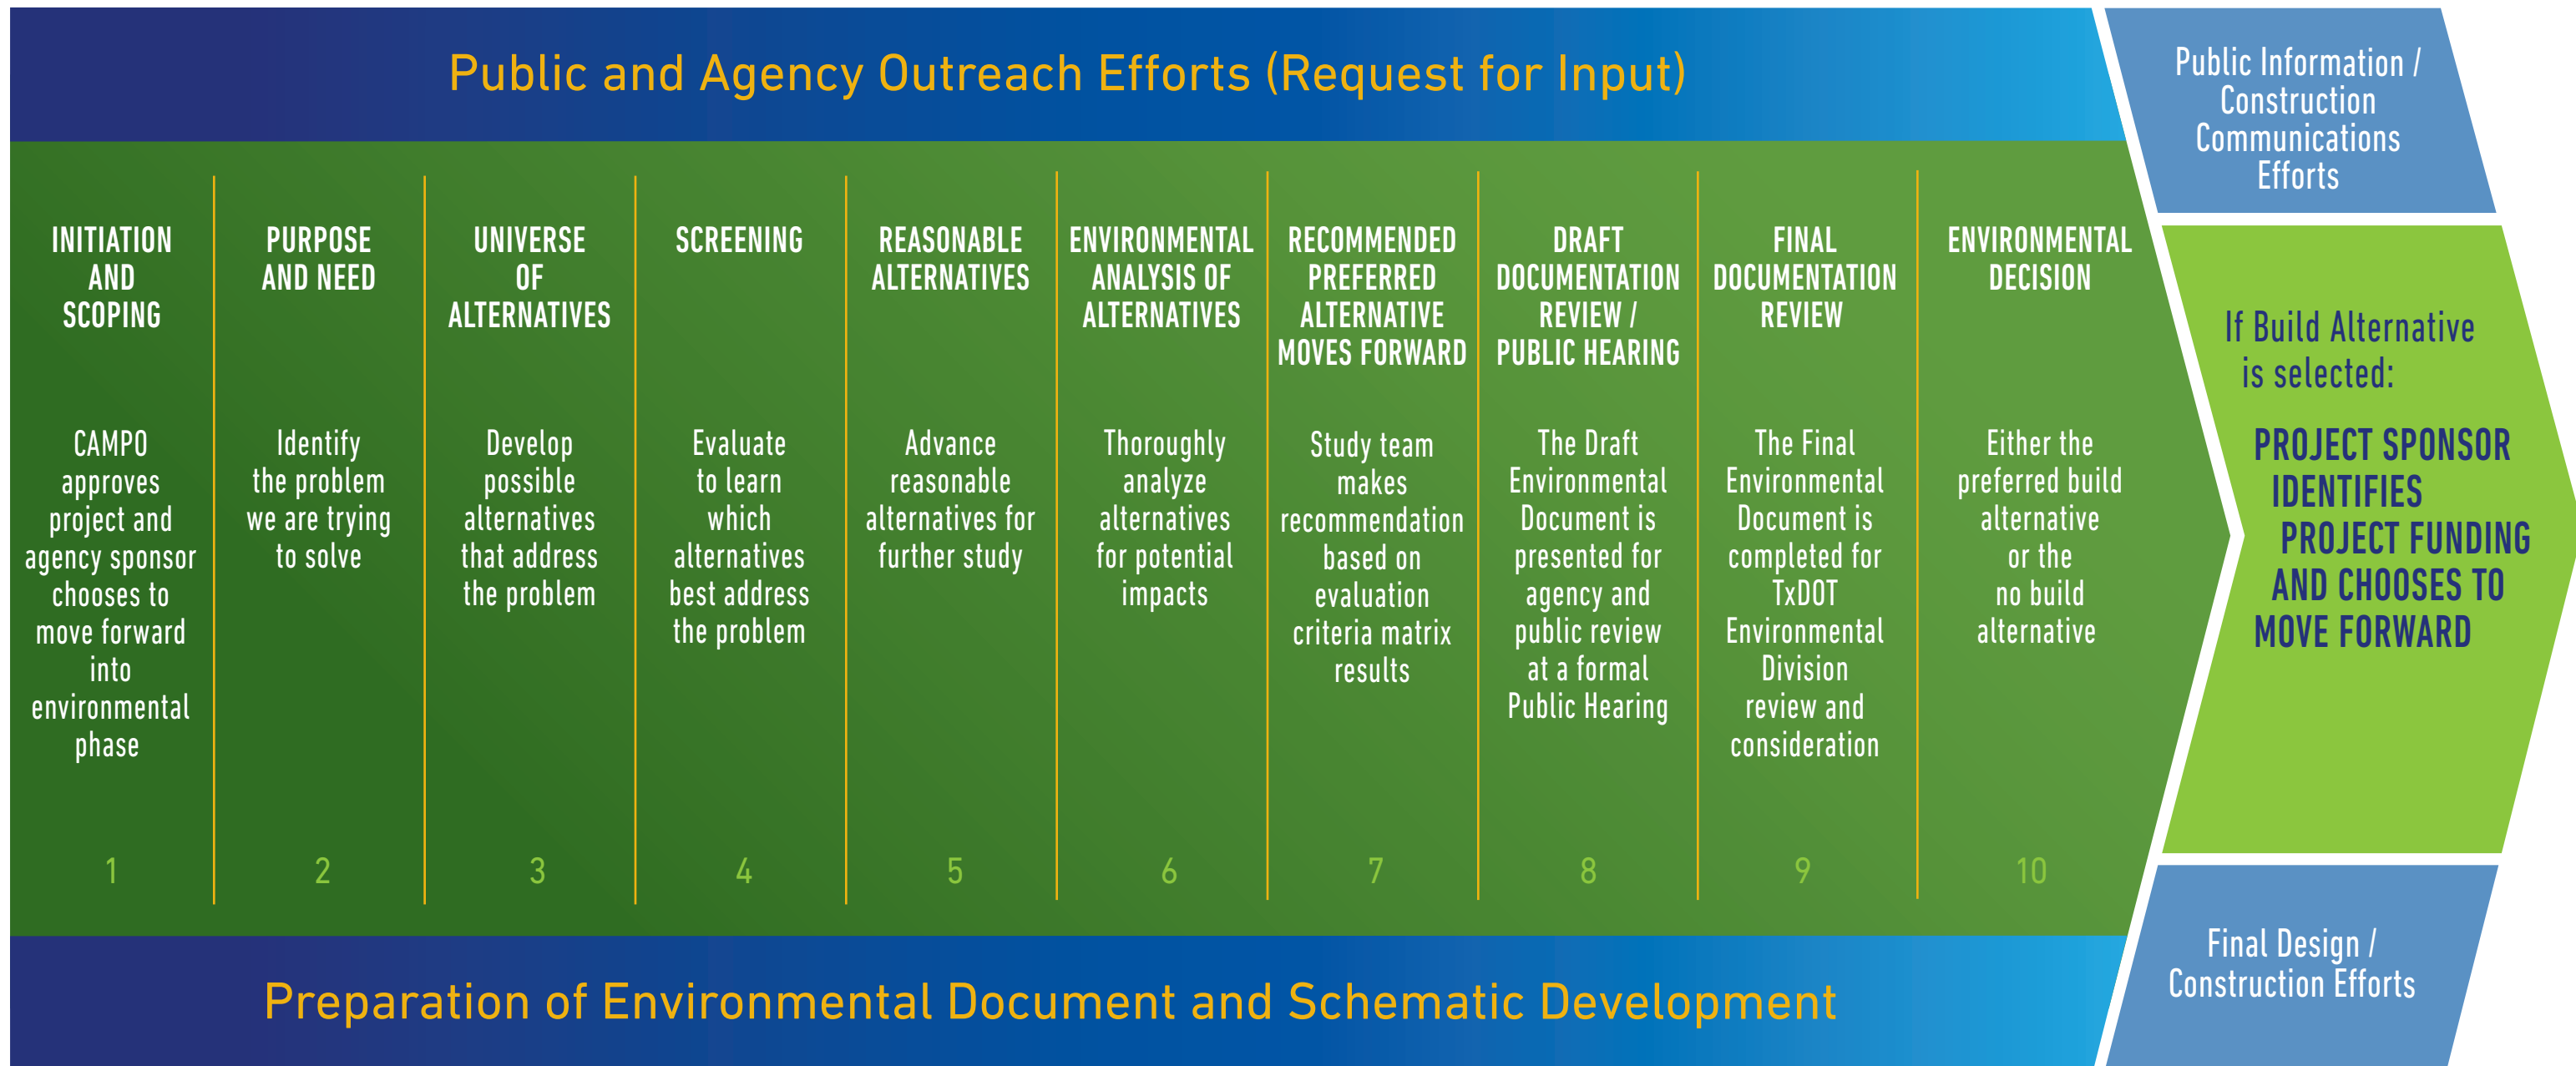 Public and Agency Outreach Efforts (Request for Input)
INITIATION
AND
SCOPING
CAMPO
approves
project and
agency sponsor
chooses to
move forward
into
environmental
phase
1
PURPOSE
AND NEED
Identify
the problem
we are trying
to solve
2
UNIVERSE
OF
ALTERNATIVES
Develop
possible
alternatives
that address
the problem
3
SCREENING
Evaluate
to learn
which
alternatives
best address
the problem
4
REASONABLE
ALTERNATIVES
Advance
reasonable
alternatives for
further study
5
ENVIRONMENTAL
ANALYSIS OF
ALTERNATIVES
Thoroughly
analyze
alternatives
for potential
impacts
6
RECOMMENDED
PREFERRED
ALTERNATIVE
MOVES FORWARD
Study team
makes
recommendation
based on
evaluation
criteria matrix
results
7
DRAFT
DOCUMENTATION
REVIEW /
PUBLIC HEARING
The Draft
Environmental
Document is
presented for
agency and
public review
at a formal
Public Hearing
8
FINAL
DOCUMENTATION
REVIEW
The Final
Environmental
Document is
completed for
TxDOT
Environmental
Division
review and
consideration
9
ENVIRONMENTAL
DECISION
Either the
preferred build
alternative
or the
no build
alternative
10
Preparation of Environmental Document and Schematic Development
Public Information /
Construction
Communications
Efforts
If Build Alternative
is selected:
PROJECT SPONSOR
IDENTIFIES
PROJECT FUNDING
AND CHOOSES TO
MOVE FORWARD
Final Design /
Construction Efforts